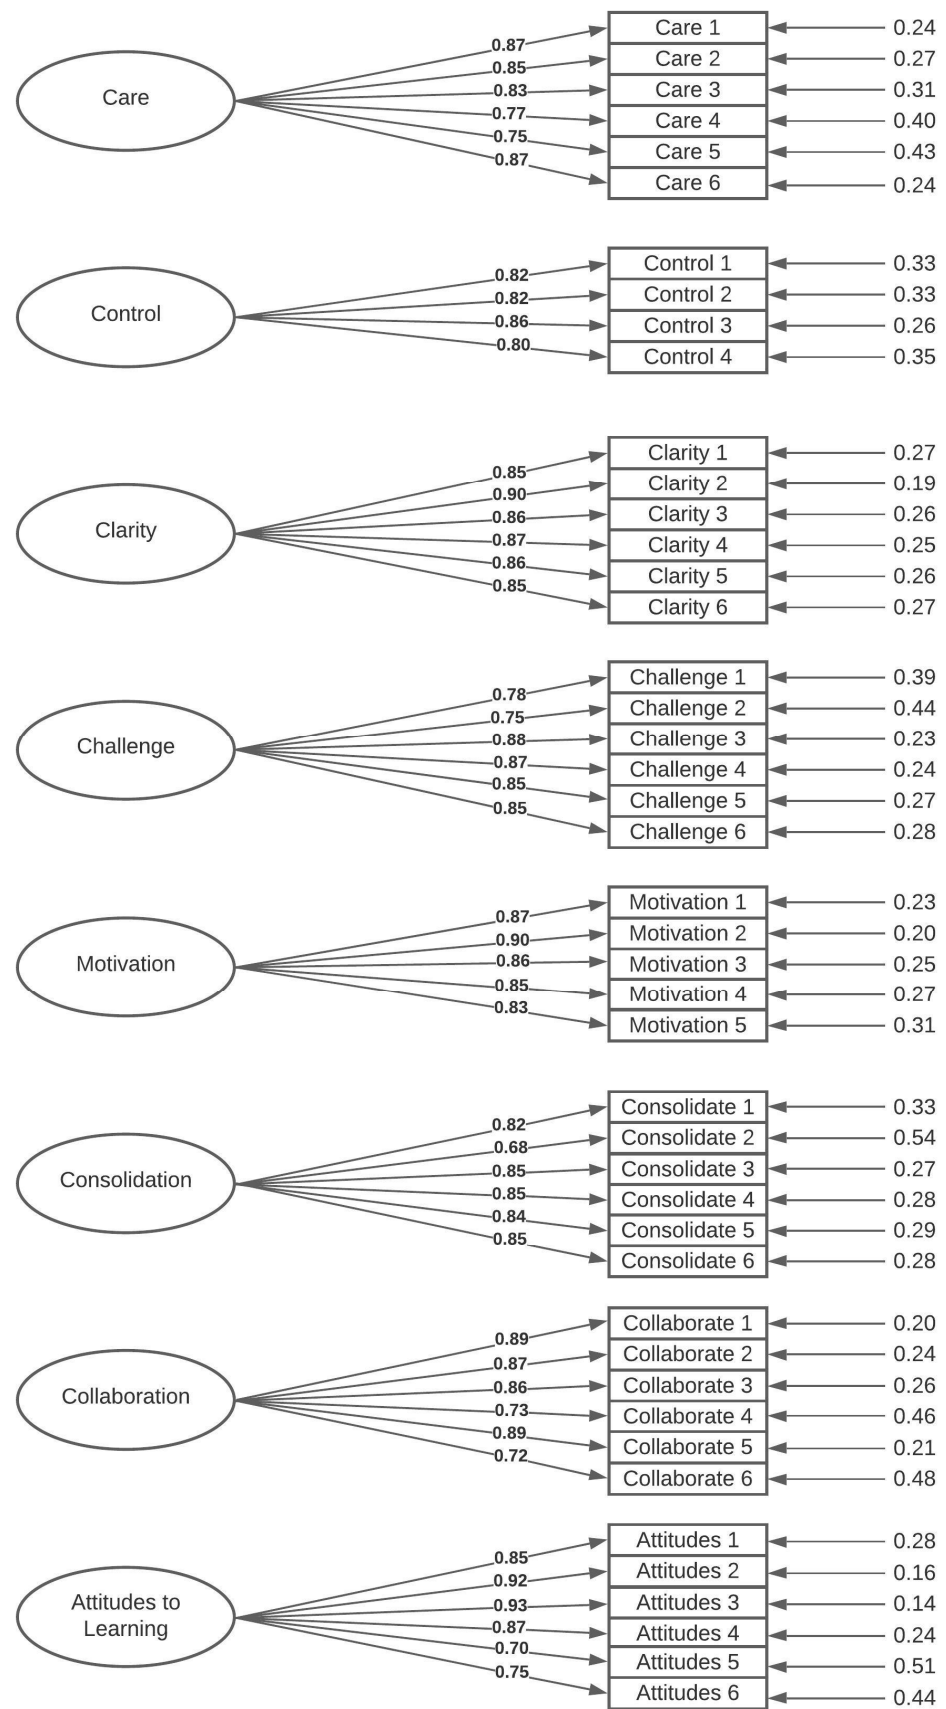 Care
0.87
0.85
0.83
0.77
0.75
0.87
Care 1
Care 2
Care 3
Care 4
Care 5
Care 6
0.24
0.27
0.31
0.40
0.43
0.24
Control
0.82
0.82
0.86
0.80
Control 1
Control 2
Control 3
Control 4
0.33
0.33
0.26
0.35
Clarity
0.85
0.90
0.86
0.87
0.86
0.85
Clarity 1
Clarity 2
Clarity 3
Clarity 4
Clarity 5
Clarity 6
0.27
0.19
0.26
0.25
0.26
0.27
Challenge
0.78
0.75
0.88
0.87
0.85
0.85
Challenge 1
Challenge 2
Challenge 3
Challenge 4
Challenge 5
Challenge 6
0.39
0.44
0.23
0.24
0.27
0.28
Motivation
0.87
0.90
0.86
0.85
0.83
Motivation 1
Motivation 2
Motivation 3
Motivation 4
Motivation 5
0.23
0.20
0.25
0.27
0.31
Consolidation
0.82
0.68
0.85
0.85
0.84
0.85
Consolidate 1
Consolidate 2
Consolidate 3
Consolidate 4
Consolidate 5
Consolidate 6
0.33
0.54
0.27
0.28
0.29
0.28
Collaboration
0.89
0.87
0.86
0.73
0.89
0.72
Collaborate 1
Collaborate 2
Collaborate 3
Collaborate 4
Collaborate 5
Collaborate 6
0.20
0.24
0.26
0.46
0.21
0.48
Attitudes to
Learning
0.85
0.92
0.93
0.87
0.70
0.75
Attitudes 1
Attitudes 2
Attitudes 3
Attitudes 4
Attitudes 5
Attitudes 6
0.28
0.16
0.14
0.24
0.51
0.44